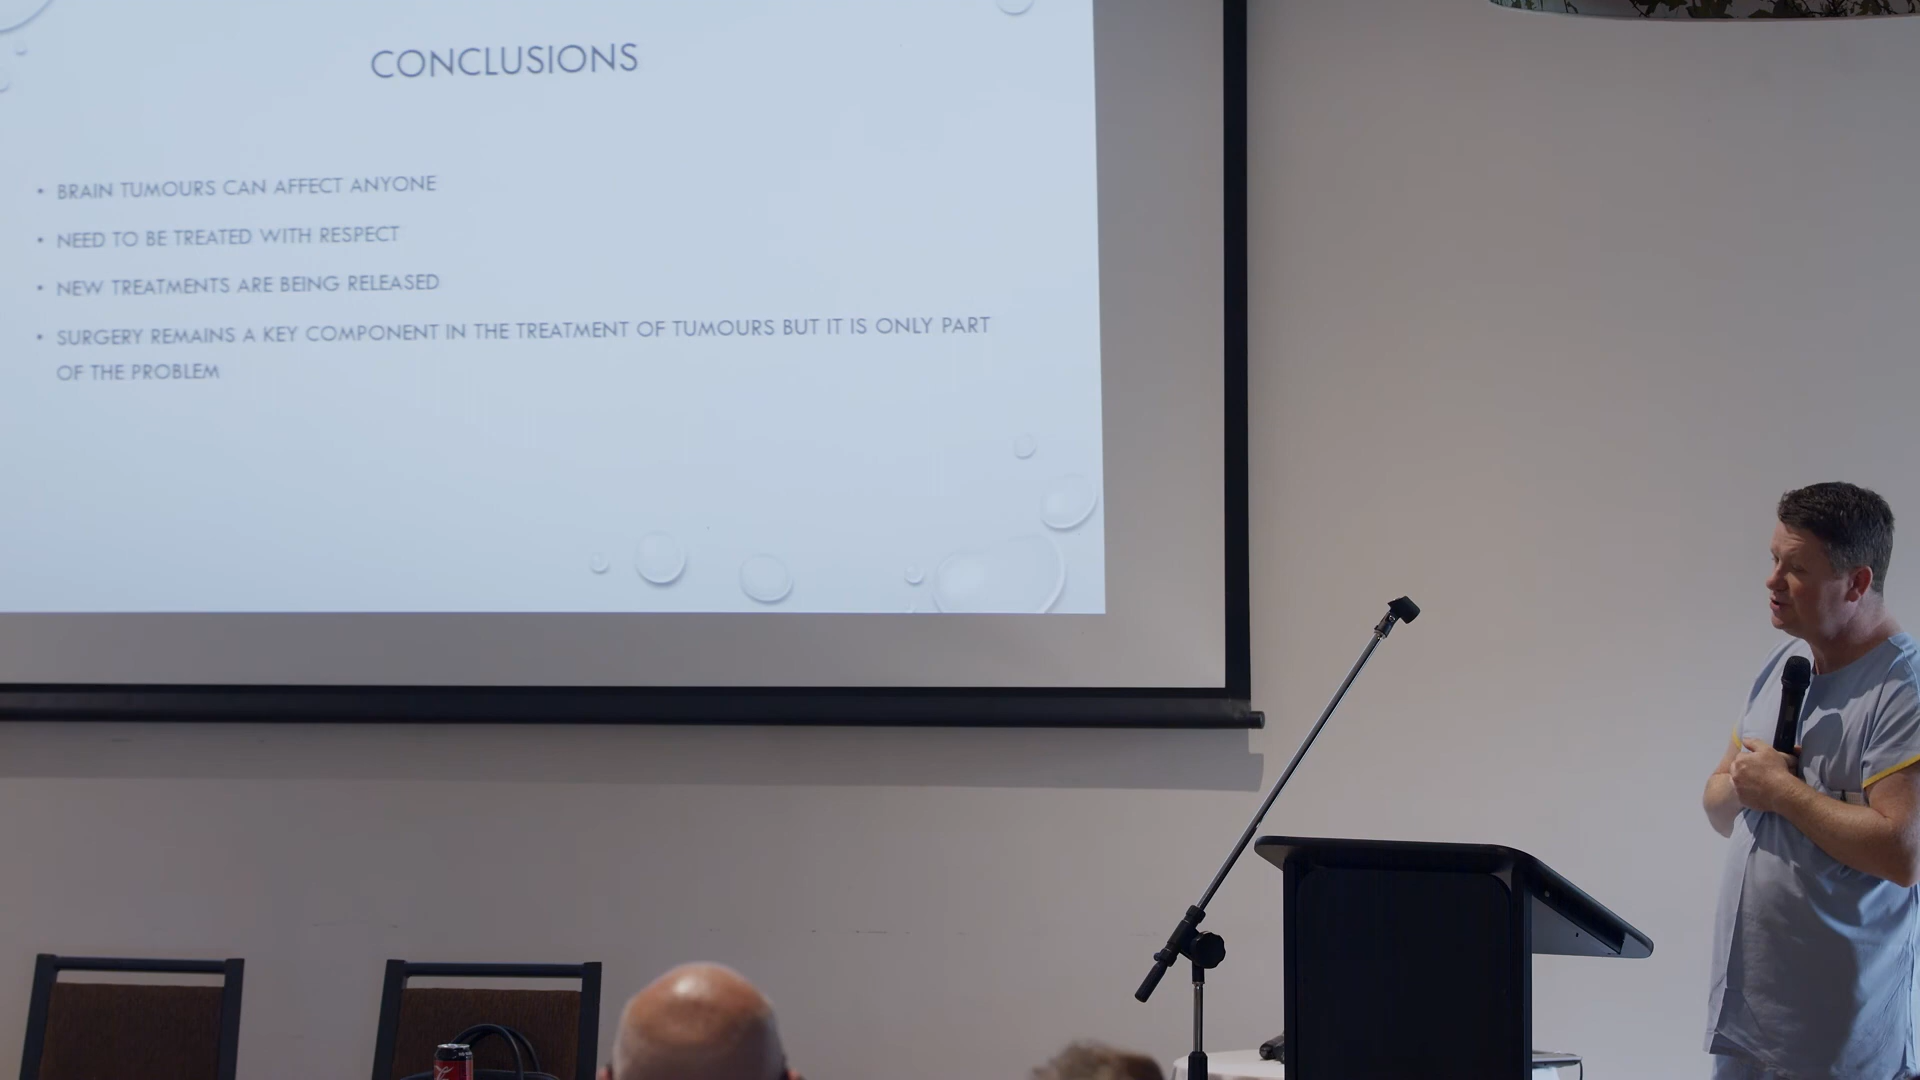 CONCLUSIONS
• BRAIN TUMOURS CAN AFFECT ANYONE
• NEED TO BE TREATED WITH RESPECT
• NEW TREATMENTS ARE BEING RELEASED
• SURGERY REMAINS A KEY COMPONENT IN THE TREATMENT OF TUMOURS BUT IT IS ONLY PART
OF THE PROBLEM